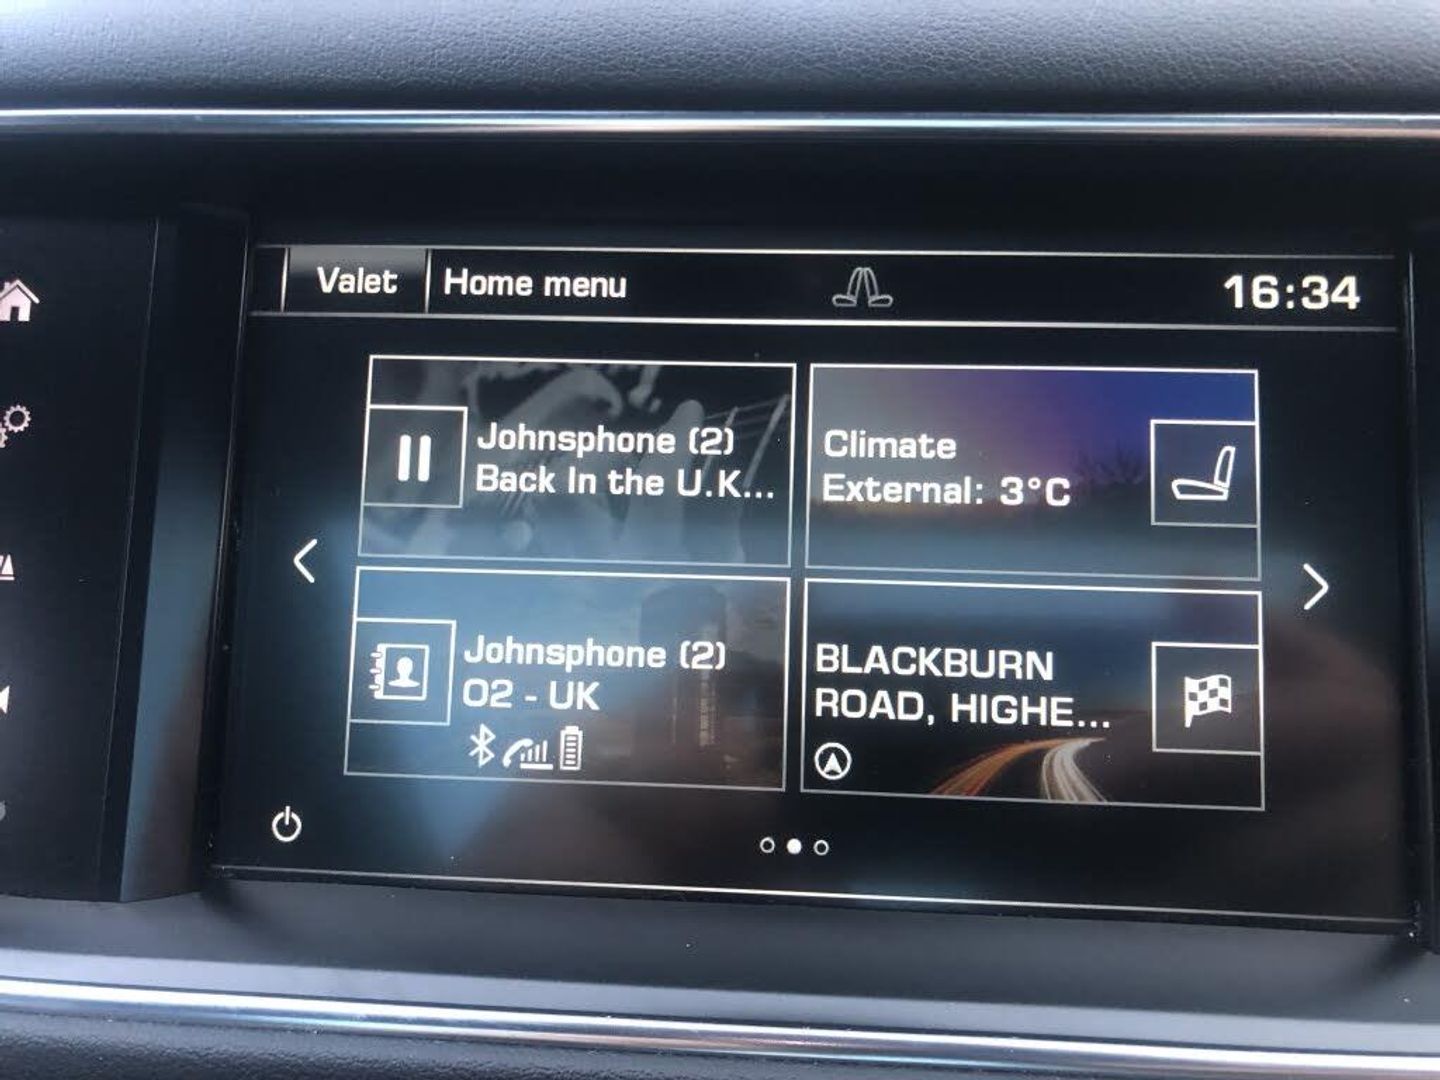 Valet
Home menu
16:34
Johnsphone (2)
Back In the U.K...
Climate
External: 3°C
Johnsphone (2)
O2 - UK
BLACKBURN
ROAD, HIGHE...